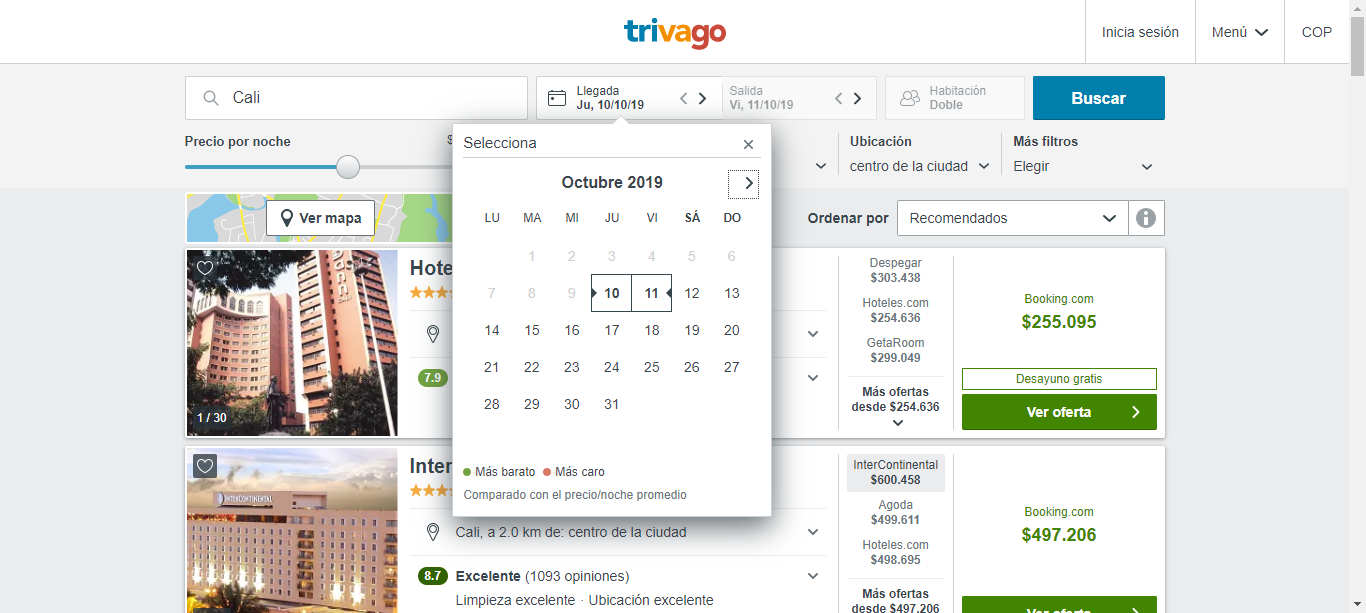 trivago
Inicia sesión
Menú
COP
Cali
Llegada
Ju, 10/10/19
Salida
Vi, 11/10/19
Habitación
Doble
Buscar
Precio por noche
$
Ubicación
centro de la ciudad
Más filtros
Elegir
Selecciona
Octubre 2019
LU MA MI JU VI SÁ DO
1 2 3 4 5 6
7 8 9 10 11 12 13
14 15 16 17 18 19 20
21 22 23 24 25 26 27
28 29 30 31
Más barato Más caro
Comparado con el precio/noche promedio
Ver mapa
Ordenar por
Recomendados
Hote
7.9
1 / 30
Despegar
$303.438
Hoteles.com
$254.636
GetaRoom
$299.049
Más ofertas
desde $254.636
Booking.com
$255.095
Desayuno gratis
Ver oferta
INTERCONTINENTAL
Inter
Cali, a 2.0 km de: centro de la ciudad
8.7 Excelente (1093 opiniones)
Limpieza excelente · Ubicación excelente
InterContinental
$600.458
Agoda
$499.611
Hoteles.com
$498.695
Más ofertas
desde $497.206
Booking.com
$497.206
Ver oferta